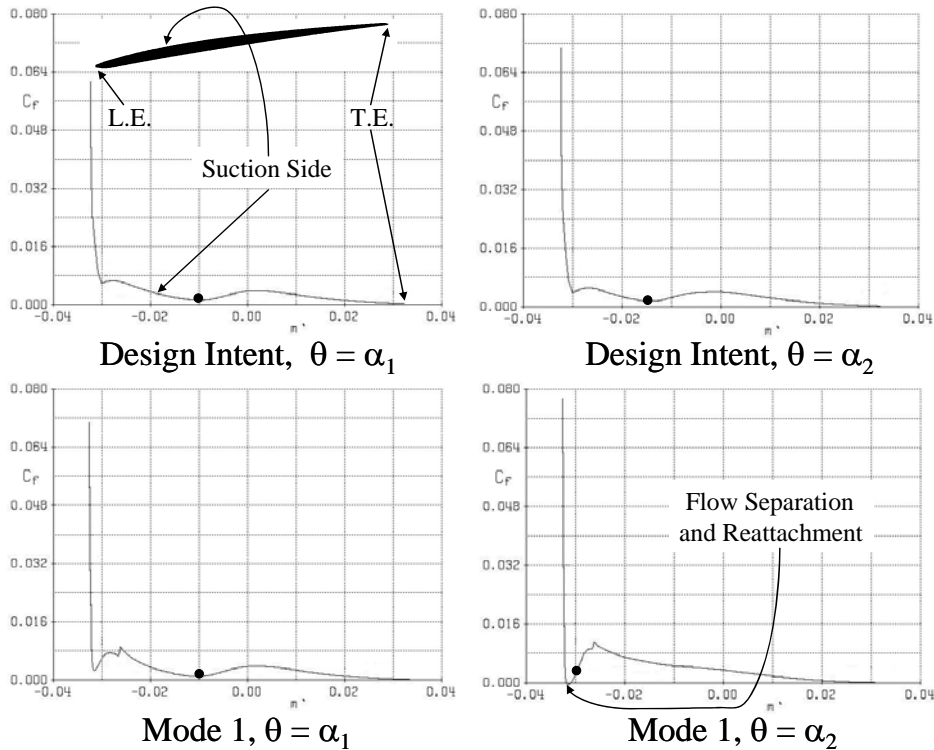 0.080
0.064
C_f
0.048
0.032
0.016
0.000
-0.04
-0.02
0.00
0.02
0.04
m'
L.E.
T.E.
Suction Side
Design Intent, θ = α₁
0.080
0.064
C_f
0.048
0.032
0.016
0.000
-0.04
-0.02
0.00
0.02
0.04
m'
Design Intent, θ = α₂
0.080
0.064
C_f
0.048
0.032
0.016
0.000
-0.04
-0.02
0.00
0.02
0.04
m'
Mode 1, θ = α₁
0.080
0.064
C_f
0.048
0.032
0.016
0.000
-0.04
-0.02
0.00
0.02
0.04
m'
Flow Separation
and Reattachment
Mode 1, θ = α₂